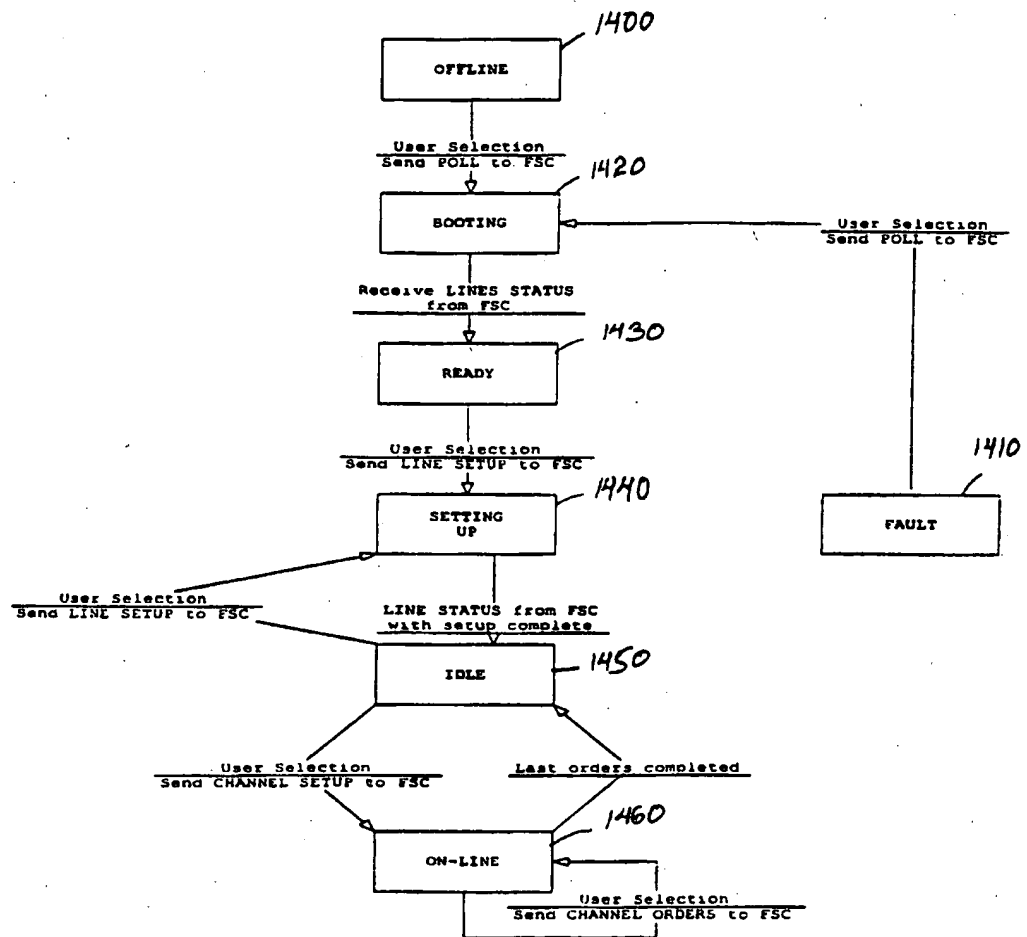 1400
OFFLINE
User Selection
Send POLL to FSC
1420
BOOTING
User Selection
Send POLL to FSC
Receive LINES STATUS
from FSC
1430
READY
User Selection
Send LINE SETUP to FSC
1440
SETTING
UP
1410
FAULT
User Selection
Send LINE SETUP to FSC
LINE STATUS from FSC
with setup complete
1450
IDLE
User Selection
Send CHANNEL SETUP to FSC
Last orders completed
1460
ON-LINE
User Selection
Send CHANNEL ORDERS to FSC